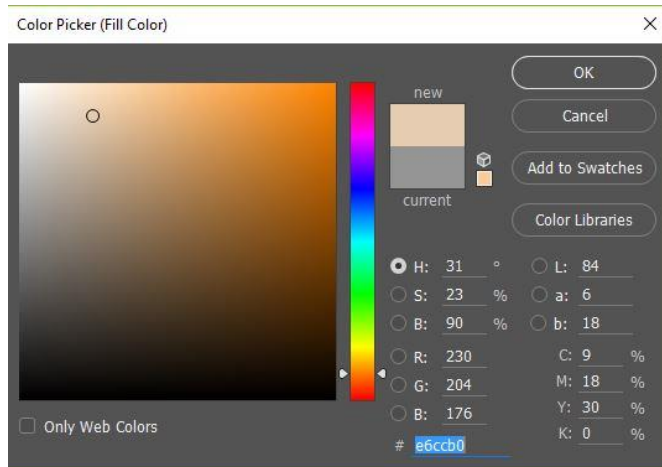 Color Picker (Fill Color)
new
current
OK
Cancel
Add to Swatches
Color Libraries
H: 31 °
S: 23 %
B: 90 %
R: 230
G: 204
B: 176
# e6ccb0
L: 84
a: 6
b: 18
C: 9 %
M: 18 %
Y: 30 %
K: 0 %
Only Web Colors